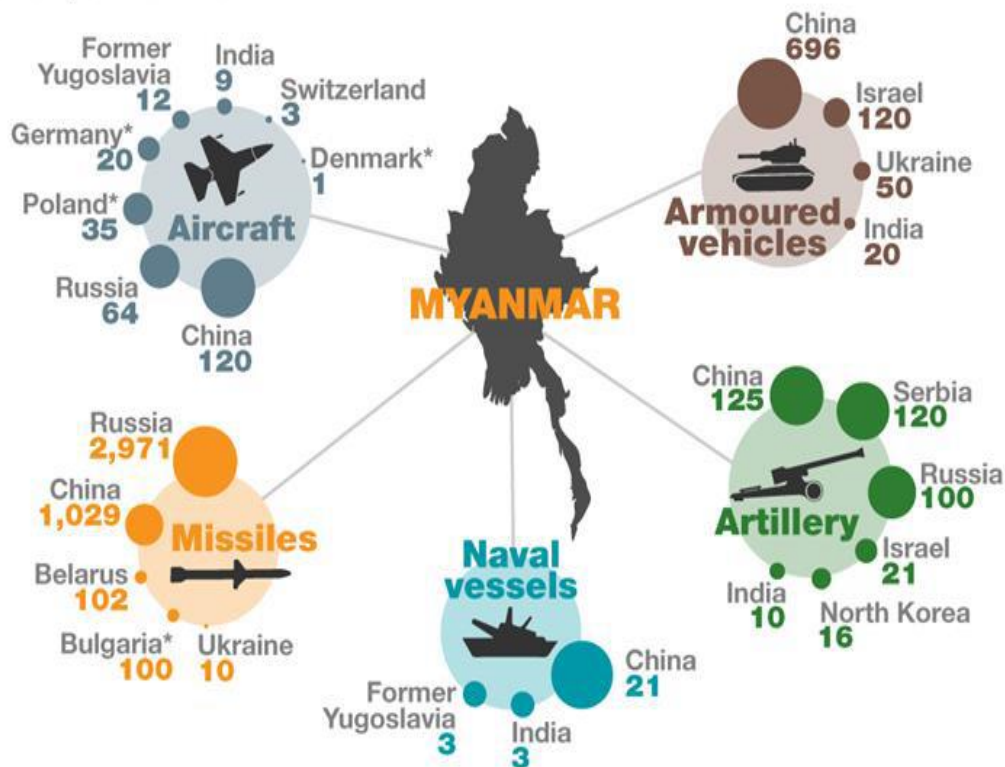 Former
Yugoslavia
12
India
9
Switzerland
3
Germany*
20
Denmark*
1
Poland*
35
Aircraft
Russia
64
China
120
China
696
Israel
120
Ukraine
50
Armoured
vehicles
India
20
MYANMAR
Russia
2,971
China
1,029
Missiles
Belarus
102
Bulgaria*
100
Ukraine
10
Naval
vessels
China
21
Former
Yugoslavia
3
India
3
China
125
Serbia
120
Russia
100
Artillery
Israel
21
India
10
North Korea
16